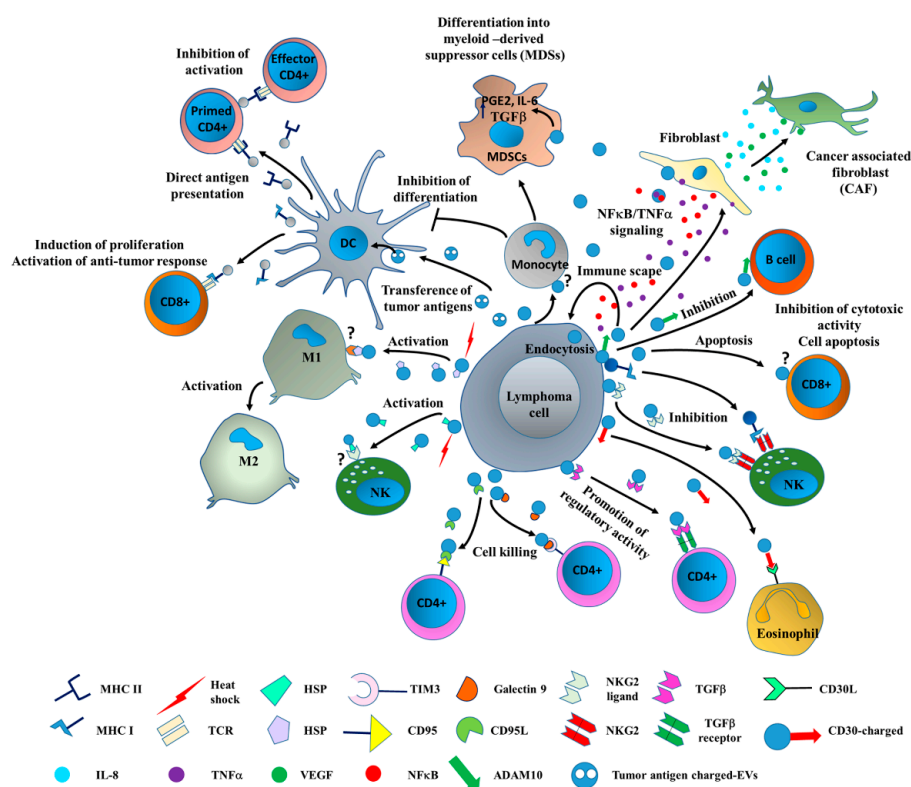 Differentiation into
myeloid –derived
suppressor cells (MDSs)
Inhibition of
activation
Effector
CD4+
Primed
CD4+
PGE2, IL-6
TGFβ
MDSCs
Fibroblast
Cancer associated
fibroblast
(CAF)
Direct antigen
presentation
Inhibition of
differentiation
NFκB/TNFα
signaling
DC
Monocyte
?
Immune scape
B cell
Induction of proliferation
Activation of anti-tumor response
CD8+
Transference of
tumor antigens
Inhibition
Inhibition of cytotoxic
activity
Cell apoptosis
M1
?
Activation
Endocytosis
Apoptosis
?
CD8+
Lymphoma
cell
Activation
Activation
Inhibition
M2
?
NK
NK
Promotion of
regulatory activity
Cell killing
CD4+
CD4+
CD4+
Eosinophil
MHC II
Heat
shock
HSP
TIM3
Galectin 9
NKG2
ligand
TGFβ
CD30L
MHC I
TCR
HSP
CD95
CD95L
NKG2
TGFβ
receptor
CD30-charged
IL-8
TNFα
VEGF
NFκB
ADAM10
Tumor antigen charged-EVs